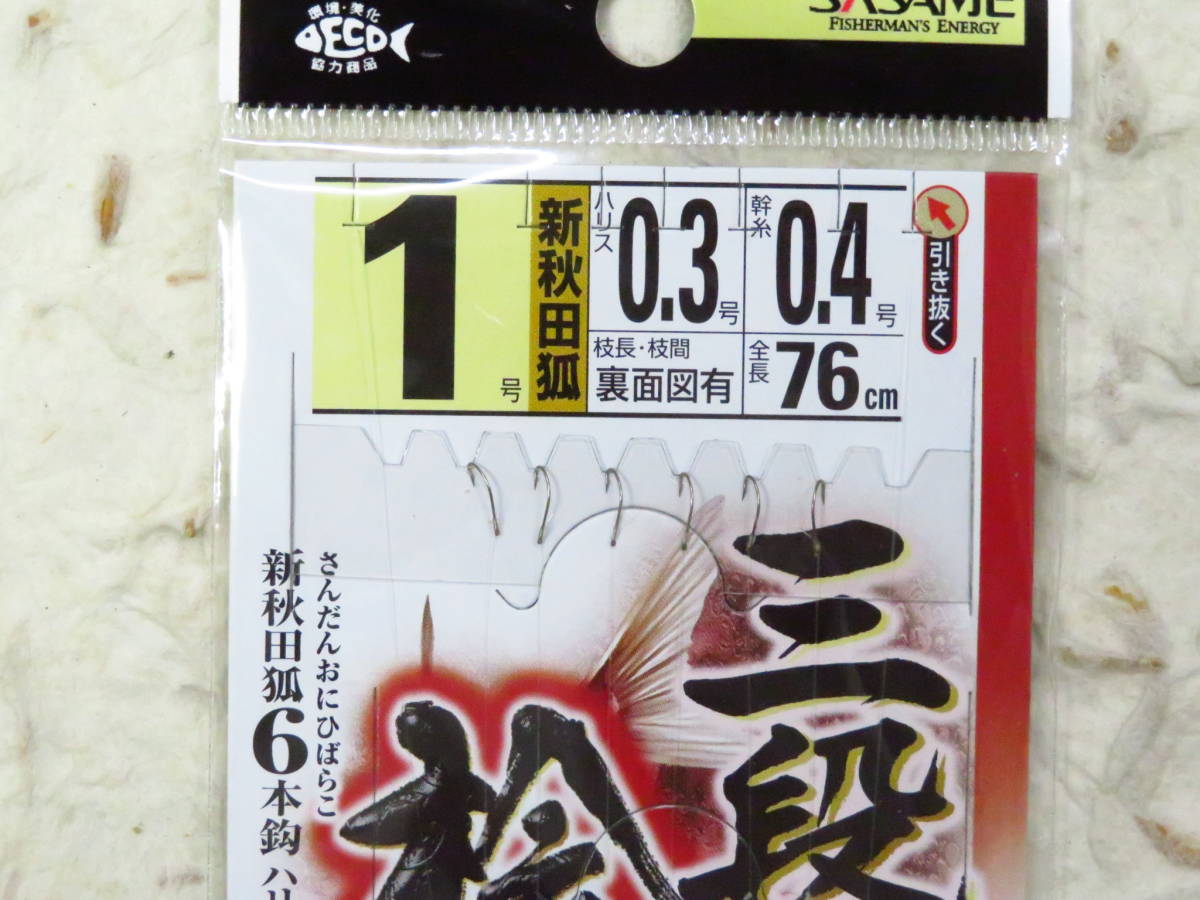 環境・美化
ECO
協力商品
SASAME
FISHERMAN'S ENERGY
1号
新秋田狐
ハリス
0.3号
幹糸
0.4号
枝長・枝間
裏面図有
全長
76cm
引き抜く
三段
さんだんおにひばらこ
新秋田狐6本鈎ハリ